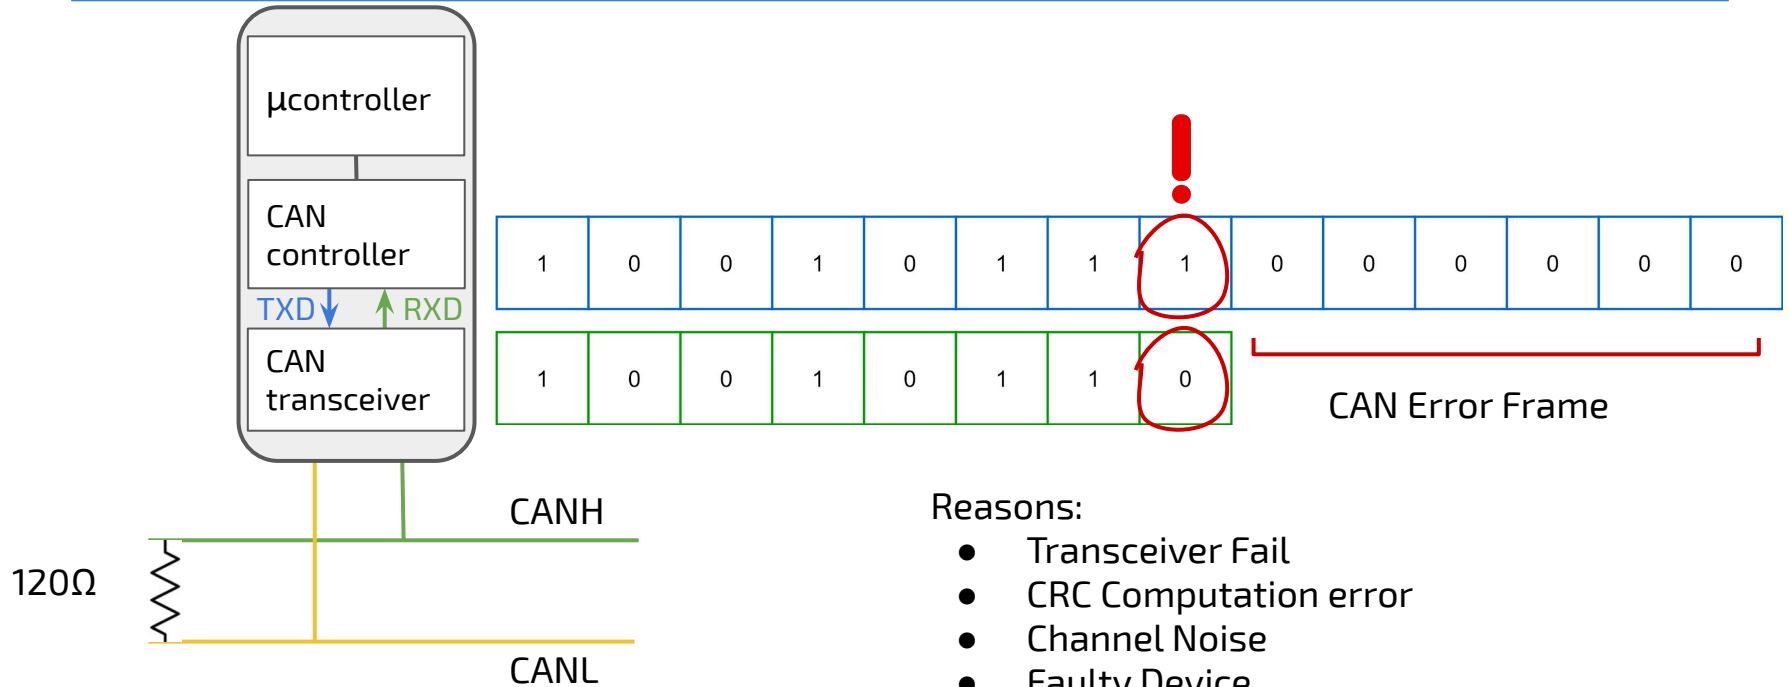 µcontroller
CAN
controller
TXD RXD
CAN
transceiver
1 0 0 1 0 1 1 1 0 0 0 0 0 0
1 0 0 1 0 1 1 0
CAN Error Frame
CANH
120Ω
CANL
Reasons:
● Transceiver Fail
● CRC Computation error
● Channel Noise
● Faulty Device